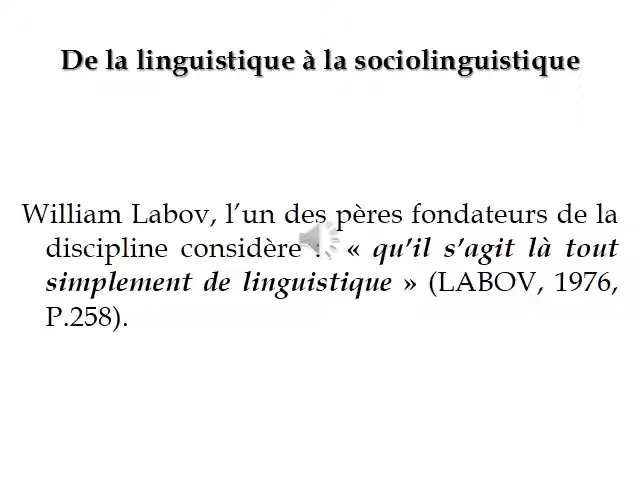 De la linguistique à la sociolinguistique
William Labov, l’un des pères fondateurs de la
discipline considère : « qu’il s’agit là tout
simplement de linguistique » (LABOV, 1976,
P.258).